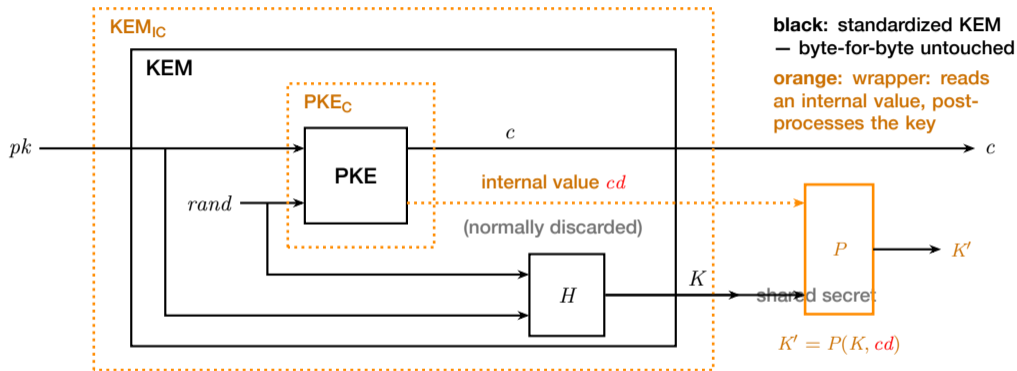 KEM_IC
black: standardized KEM
— byte-for-byte untouched
orange: wrapper: reads
an internal value, post-
processes the key
KEM
PKE_C
pk
c
c
PKE
rand
internal value cd
(normally discarded)
P
K′
H
K
shared secret
K′ = P(K, cd)